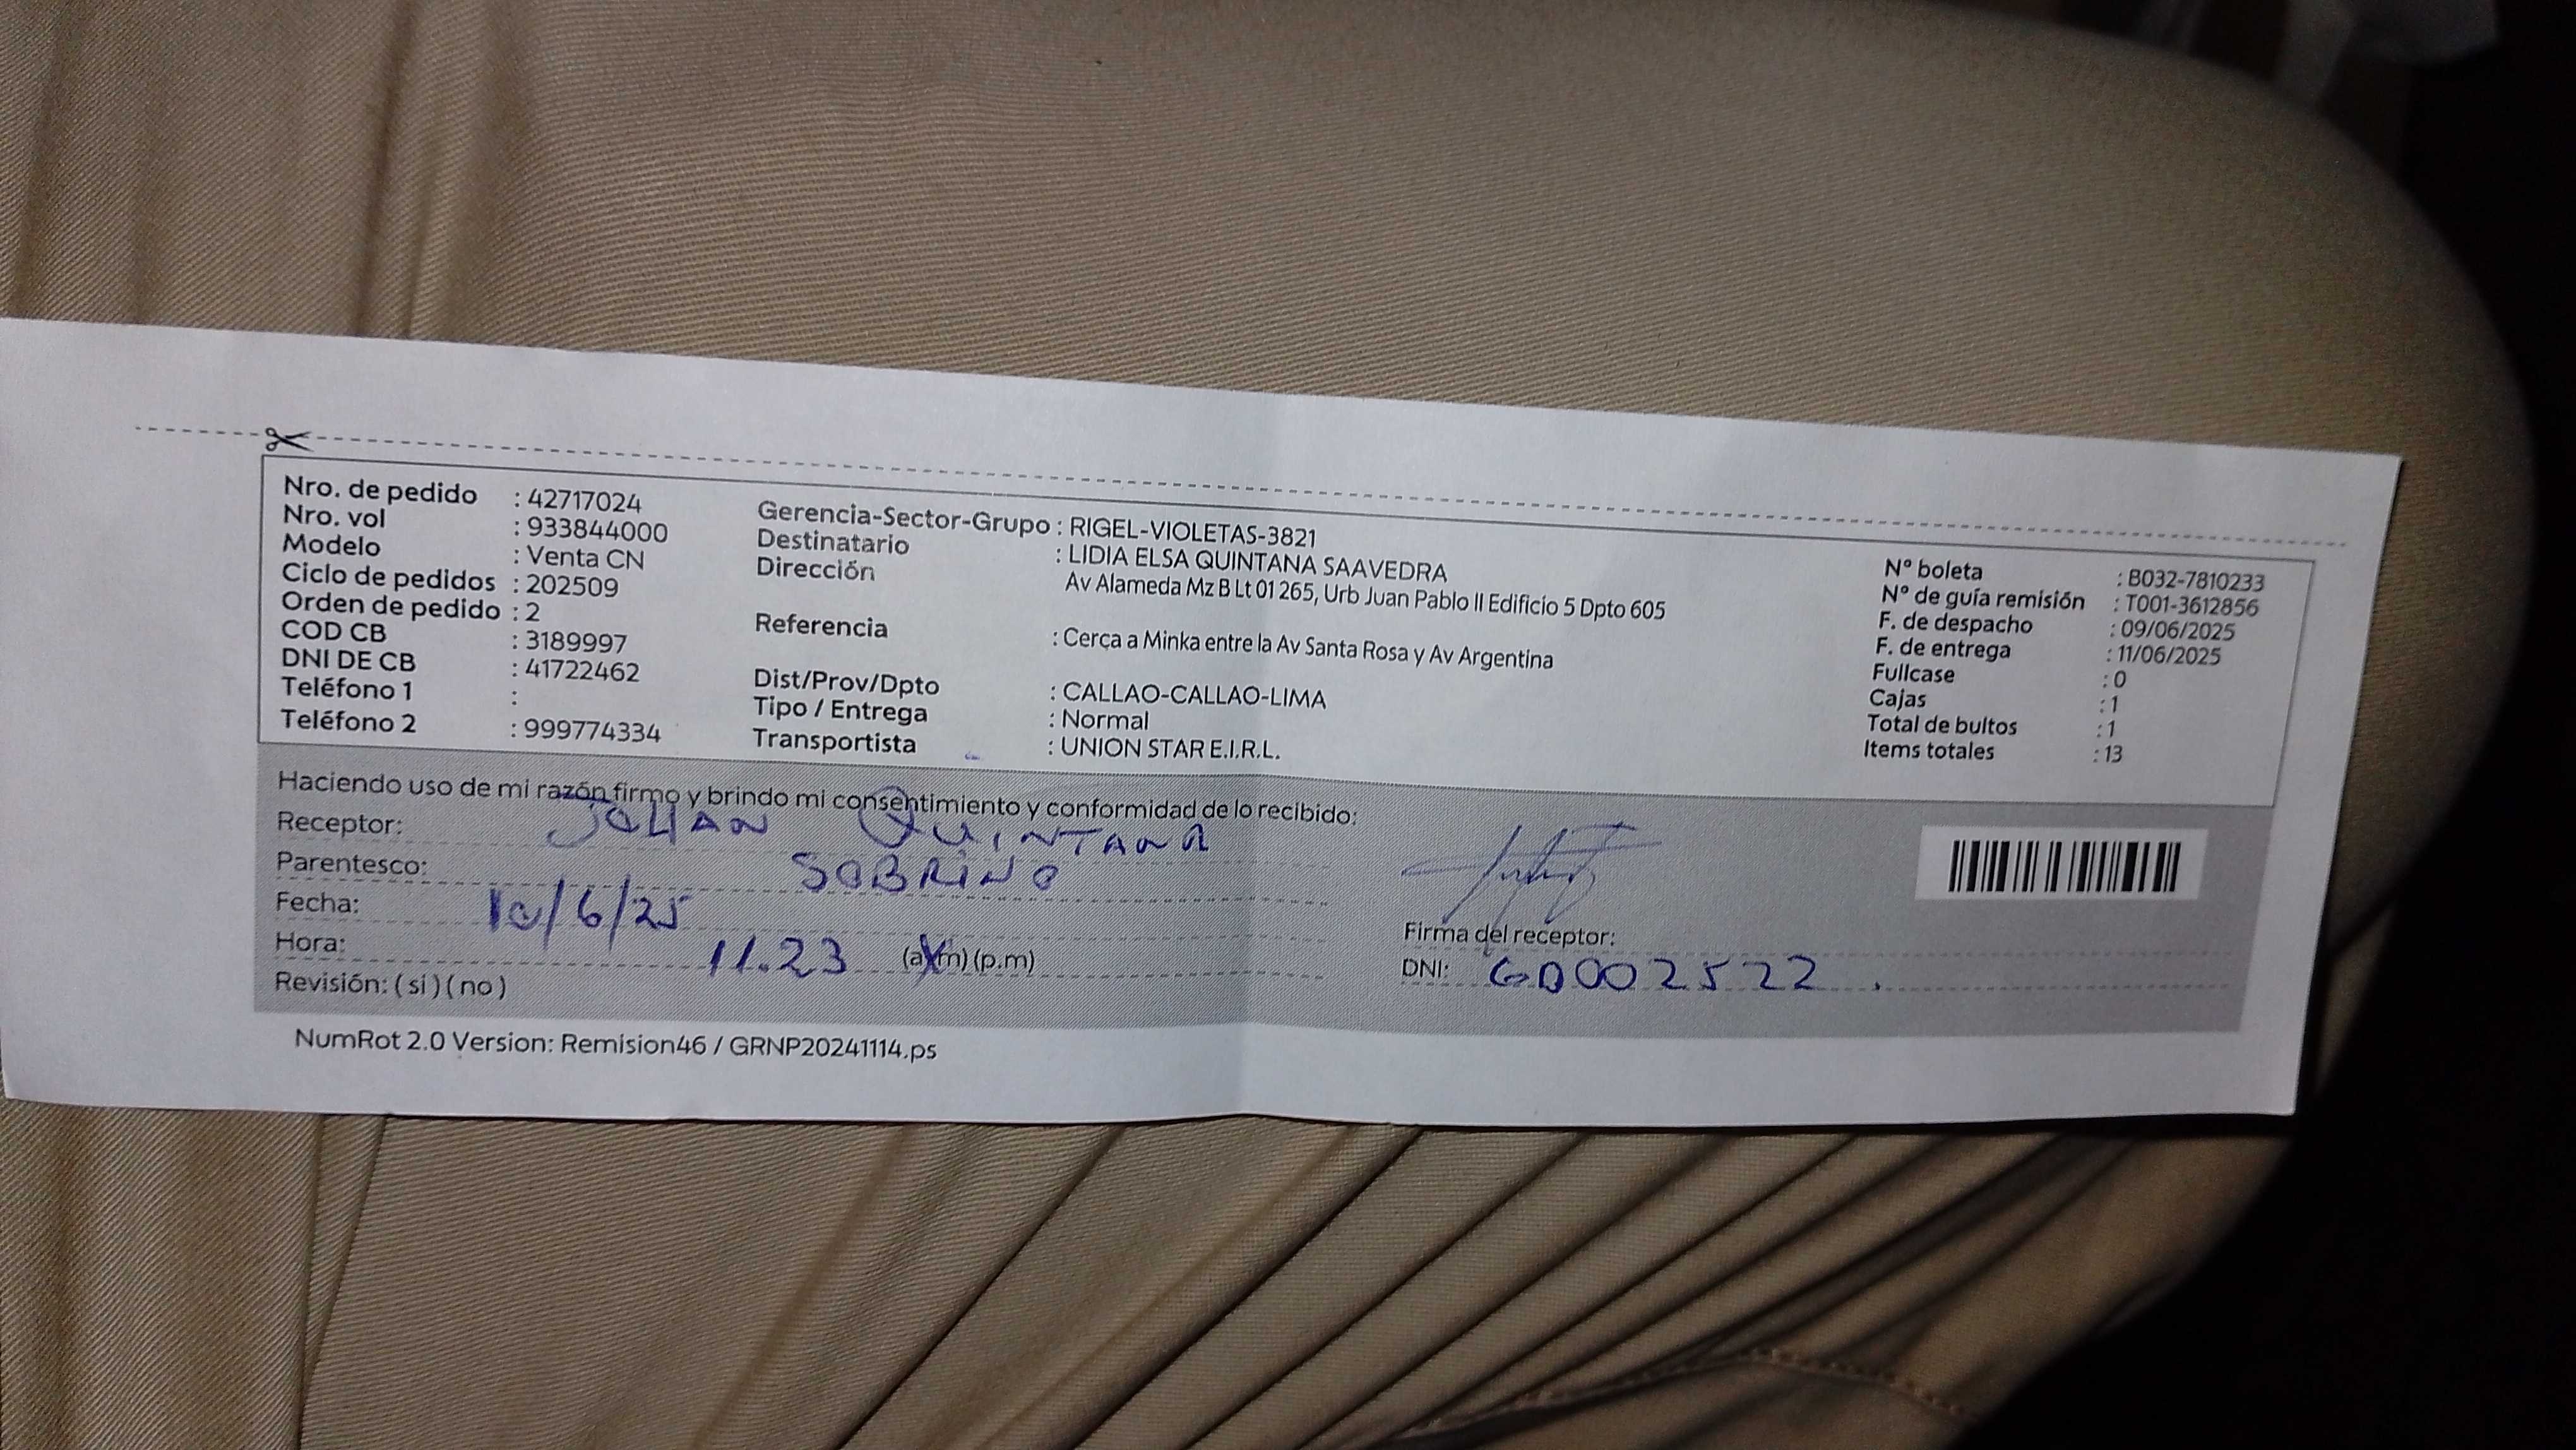 Nro. de pedido : 42717024
Nro. vol : 933844000
Modelo : Venta CN
Ciclo de pedidos : 202509
Orden de pedido : 2
COD CB : 3189997
DNI DE CB : 41722462
Teléfono 1 :
Teléfono 2 : 999774334
Gerencia-Sector-Grupo : RIGEL-VIOLETAS-3821
Destinatario : LIDIA ELSA QUINTANA SAAVEDRA
Dirección Av Alameda Mz B Lt 01 265, Urb Juan Pablo II Edificio 5 Dpto 605
Referencia : Cerca a Minka entre la Av Santa Rosa y Av Argentina
Dist/Prov/Dpto : CALLAO-CALLAO-LIMA
Tipo / Entrega : Normal
Transportista : UNION STAR E.I.R.L.
N° boleta : B032-7810233
N° de guía remisión : T001-3612856
F. de despacho : 09/06/2025
F. de entrega : 11/06/2025
Fullcase : 0
Cajas : 1
Total de bultos : 1
Items totales : 13
Haciendo uso de mi razón firmo y brindo mi consentimiento y conformidad de lo recibido:
Receptor: QUINTANA
Parentesco: SOBRINO
Fecha: 10/6/25
Hora: 11.23 (a.m) (p.m)
Revisión: ( si ) ( no )
Firma del receptor:
DNI:
NumRot 2.0 Version: Remision46 / GRNP20241114.ps